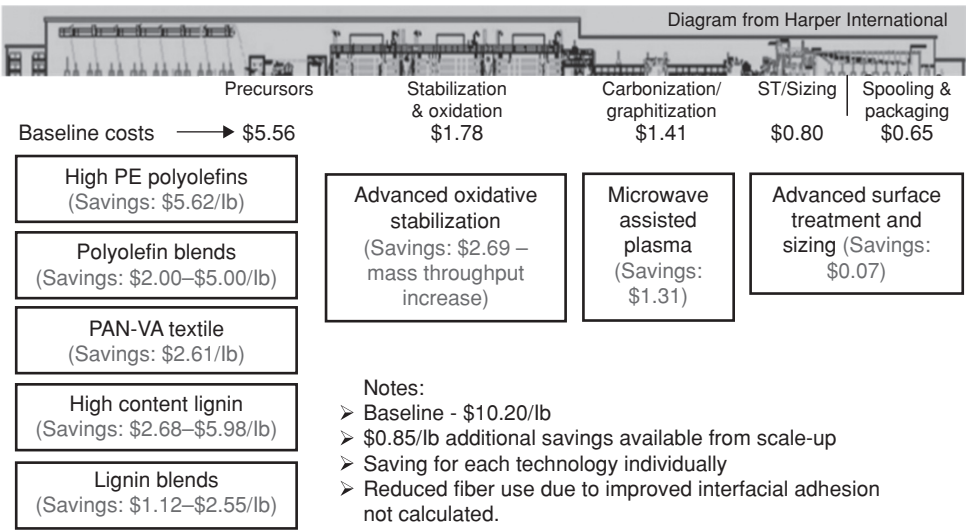 Diagram from Harper International
Precursors
Stabilization
& oxidation
Carbonization/
graphitization
ST/Sizing
Spooling &
packaging
Baseline costs
$5.56
$1.78
$1.41
$0.80
$0.65
High PE polyolefins
(Savings: $5.62/lb)
Polyolefin blends
(Savings: $2.00–$5.00/lb)
PAN-VA textile
(Savings: $2.61/lb)
High content lignin
(Savings: $2.68–$5.98/lb)
Lignin blends
(Savings: $1.12–$2.55/lb)
Advanced oxidative
stabilization
(Savings: $2.69 –
mass throughput
increase)
Microwave
assisted
plasma
(Savings:
$1.31)
Advanced surface
treatment and
sizing (Savings:
$0.07)
Notes:
➢ Baseline - $10.20/lb
➢ $0.85/lb additional savings available from scale-up
➢ Saving for each technology individually
➢ Reduced fiber use due to improved interfacial adhesion
not calculated.